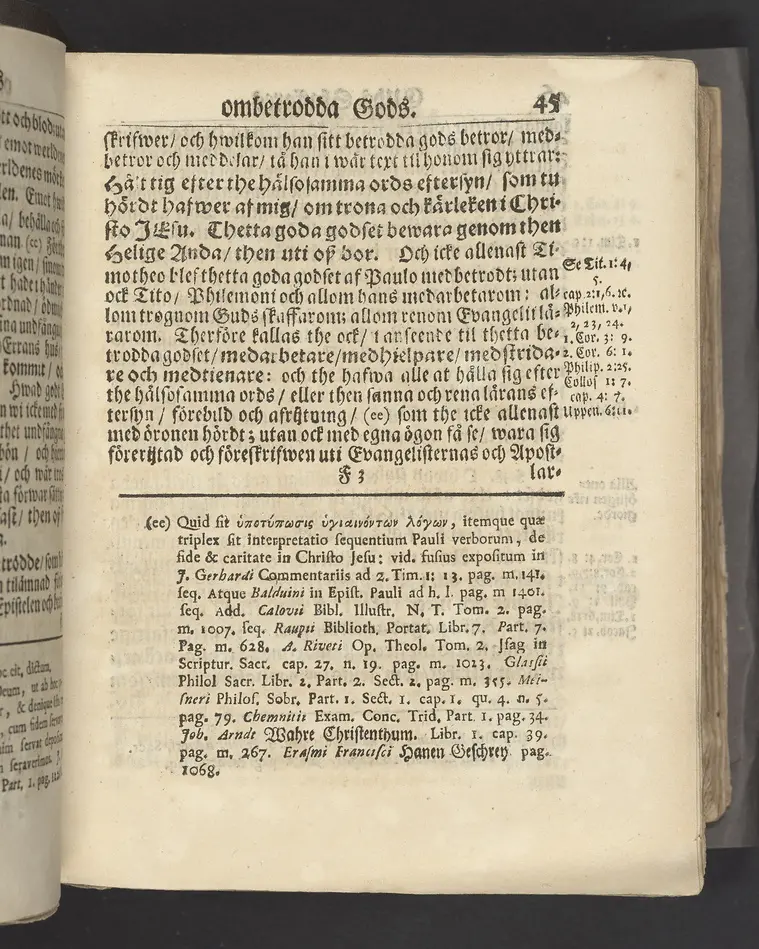 ombetrodda Gods. 45
skrifwer/ och hwilkom han sitt betrodda gods betror/ med-
betror och meddelar/ tå han i wår text til honom sig yttrar:
Håll tig efter the hälsosamma ords eftersyn/ som tu
hördt hafwer af mig/ om trona och kärleken i Chri-
sto JEsu. Thetta goda godset bewara genom then
Helige Anda/ then uti oß bor. Och icke allenast Ti-
motheo blef thetta goda godset af Paulo medbetrodt; utan
ock Tito/ Philemoni och allom hans medarbetarom: al-
lom trognom Guds skaffarom; allom renom Evangelii lä-
rarom. Therföre kallas the ock/ i anseende til thetta be-
trodda godset/ medarbetare/ medhielpare/ medstrida-
re och medtienare: och the hafwa alle at hålla sig efter
the hälsosamma ords/ eller then sanna och rena lärans ef-
tersyn/ förebild och afritning/ (ee) som the icke allenast
med öronen hördt; utan ock med egna ögon få se/ wara sig
föreritad och föreskrifwen uti Evangelisternas och Apost-
F 3 lar-
Se Tit. 1: 4,
5.
cap. 2: 1, 6. ic.
Philem. v. 1,
2, 23, 24.
1. Cor. 3: 9.
2. Cor. 6: 1.
Philip. 2: 25.
Collos 1: 7.
cap. 4: 7.
Uppen. 6: 11.
(ee) Quid sit ὑποτύπωσις ὑγιαινόντων λόγων, itemque quæ
triplex sit interpretatio sequentium Pauli verborum, de
fide & caritate in Christo Jesu: vid. fusius expositum in
J. Gerhardi Commentariis ad 2. Tim. 1: 13. pag. m. 141.
seq. Atque Balduini in Epist. Pauli ad h. l. pag. m 1401.
seq. Add. Calovii Bibl. Illustr. N. T. Tom. 2. pag.
m. 1007. seq. Raupii Biblioth. Portat. Libr. 7. Part. 7.
Pag. m. 628. A. Riveti Op. Theol. Tom. 2. Jsag in
Scriptur. Sacr. cap. 27. n. 19. pag. m. 1023. Glassii
Philol Sacr. Libr. 2, Part. 2. Sect. 2, pag. m. 355. Mei-
sneri Philos. Sobr. Part. 1. Sect. 1. cap. 1. qu. 4. n. 5.
pag. 79. Chemnitii Exam. Conc. Trid. Part. 1. pag. 34.
Joh. Arndt Wahre Christenthum. Libr. 1. cap. 39.
pag. m. 267. Erasmi Francisci Hanen Geschrey pag.
1068.